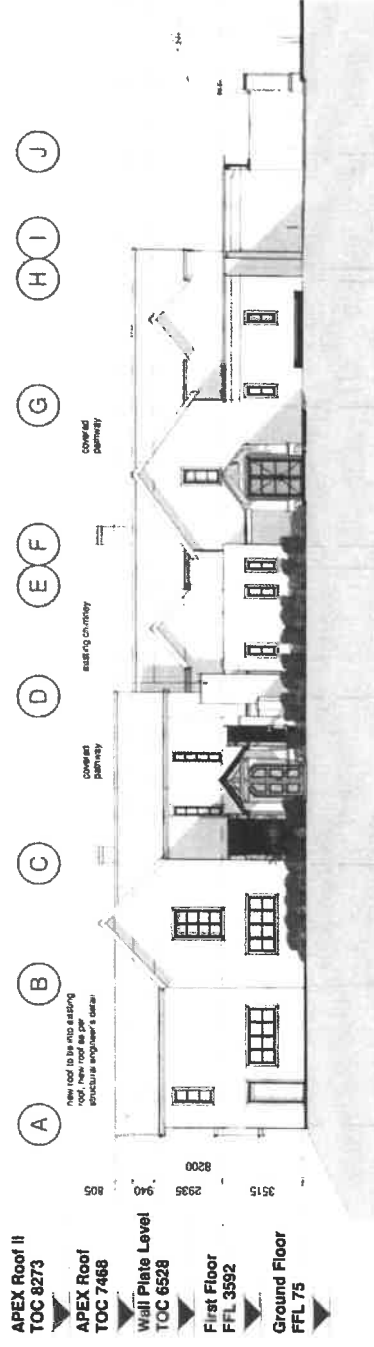 A
B
C
D
E
F
G
H
I
J
new roof to be into existing
roof, new roof as per
structural engineer's detail
covered
pathway
existing chimney
covered
pathway
APEX Roof II
TOC 8273
APEX Roof
TOC 7468
Wall Plate Level
TOC 6528
First Floor
FFL 3592
Ground Floor
FFL 75
805
940
2935
3515
8200